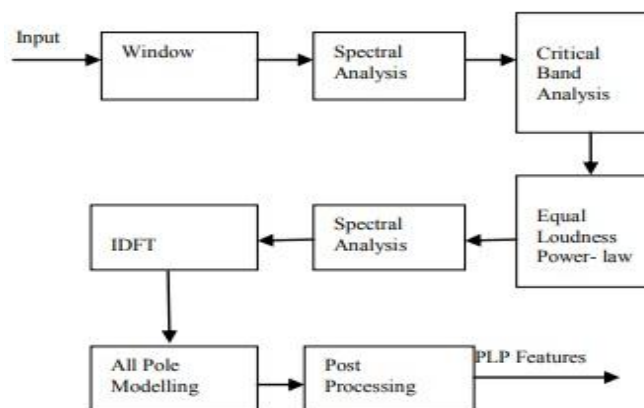 Input
Window
Spectral
Analysis
Critical
Band
Analysis
Equal
Loudness
Power- law
Spectral
Analysis
IDFT
All Pole
Modelling
Post
Processing
PLP Features